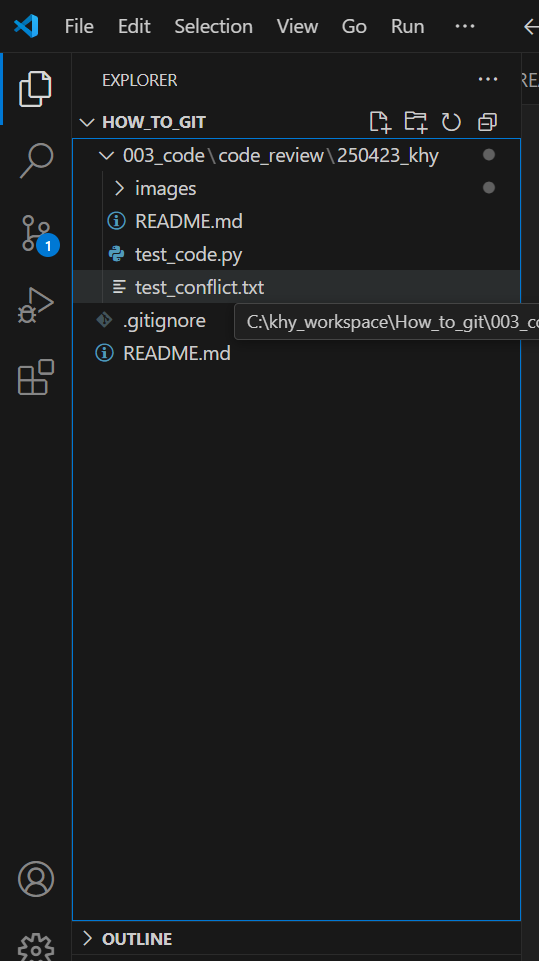 File Edit Selection View Go Run ···
EXPLORER ···
HOW_TO_GIT
003_code\code_review\250423_khy
images
README.md
test_code.py
1
test_conflict.txt
.gitignore
C:\khy_workspace\How_to_git\003_co
README.md
OUTLINE